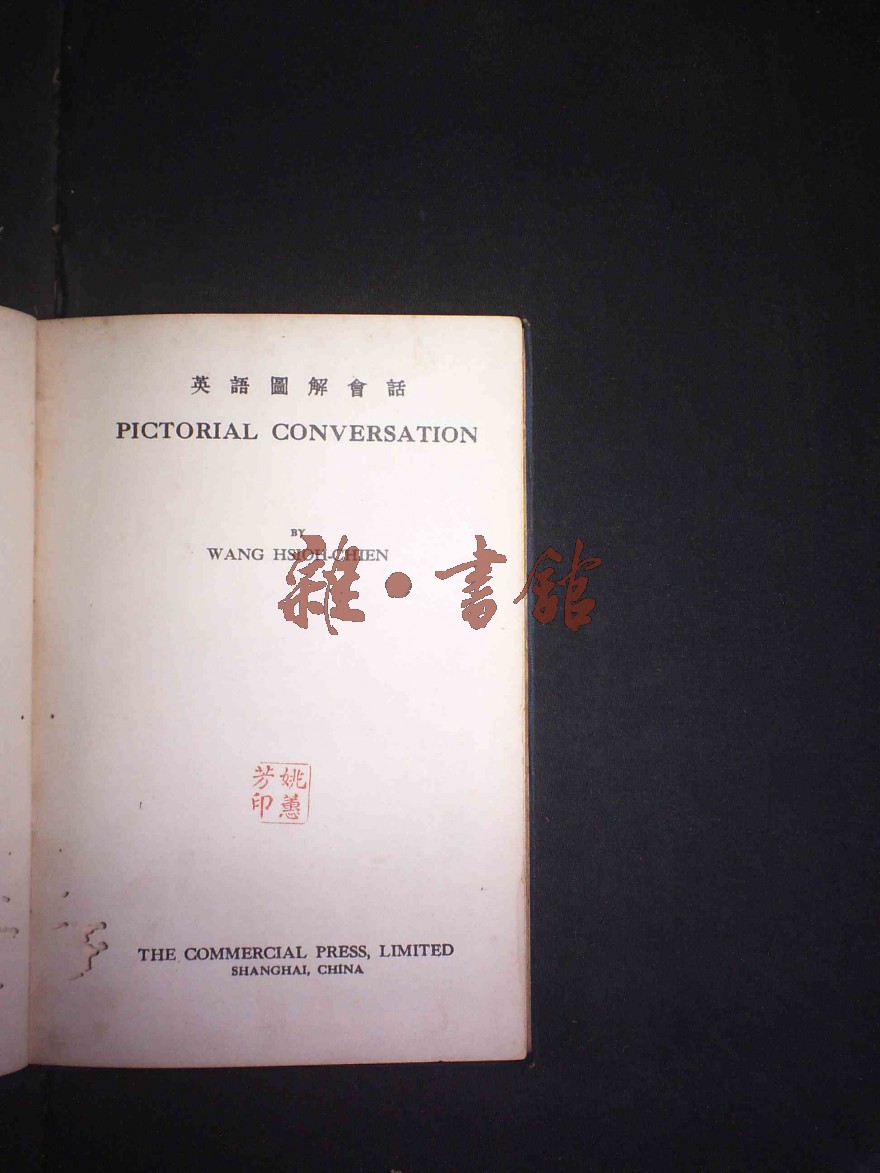 英語圖解會話
PICTORIAL CONVERSATION
BY
WANG HSIOH-CHIEN
雜·書館
姚蕙芳印
THE COMMERCIAL PRESS, LIMITED
SHANGHAI, CHINA